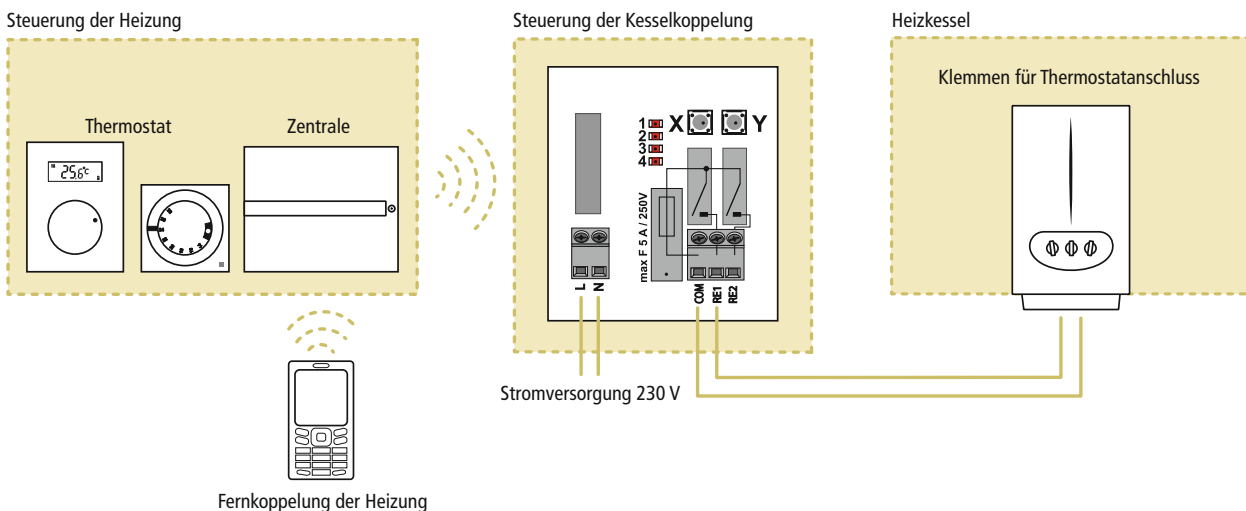 Steuerung der Heizung
Steuerung der Kesselkoppelung
Heizkessel
Klemmen für Thermostatanschluss
Thermostat
Zentrale
25.6°C
1
2
3
4
X
Y
max F 5 A / 250V
L
N
COM
RE1
RE2
Stromversorgung 230 V
Fernkoppelung der Heizung